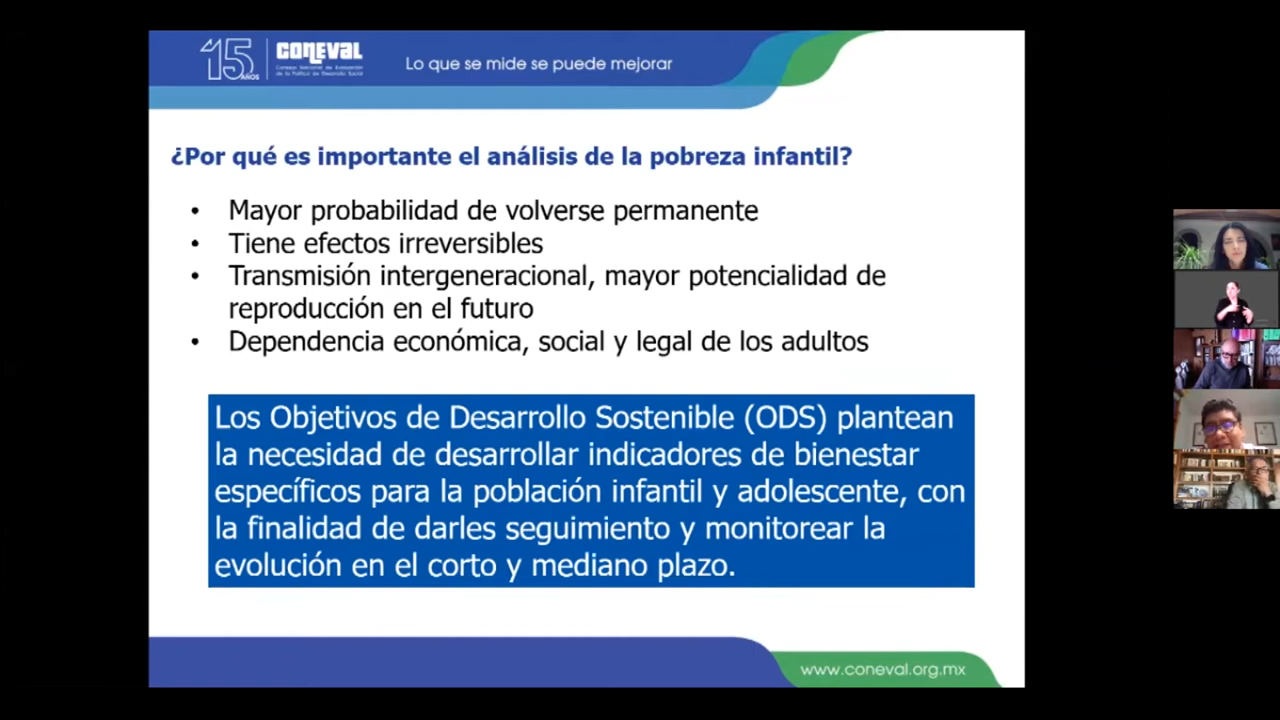 15 AÑOS
CONEVAL
Consejo Nacional de Evaluación
de la Política de Desarrollo Social
Lo que se mide se puede mejorar
¿Por qué es importante el análisis de la pobreza infantil?
• Mayor probabilidad de volverse permanente
• Tiene efectos irreversibles
• Transmisión intergeneracional, mayor potencialidad de
reproducción en el futuro
• Dependencia económica, social y legal de los adultos
Los Objetivos de Desarrollo Sostenible (ODS) plantean
la necesidad de desarrollar indicadores de bienestar
específicos para la población infantil y adolescente, con
la finalidad de darles seguimiento y monitorear la
evolución en el corto y mediano plazo.
www.coneval.org.mx